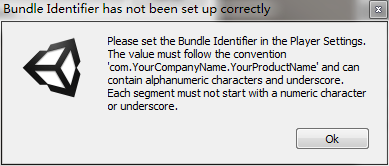 Bundle Identifier has not been set up correctly
Please set the Bundle Identifier in the Player Settings.
The value must follow the convention
'com.YourCompanyName.YourProductName' and can
contain alphanumeric characters and underscore.
Each segment must not start with a numeric character
or underscore.
Ok